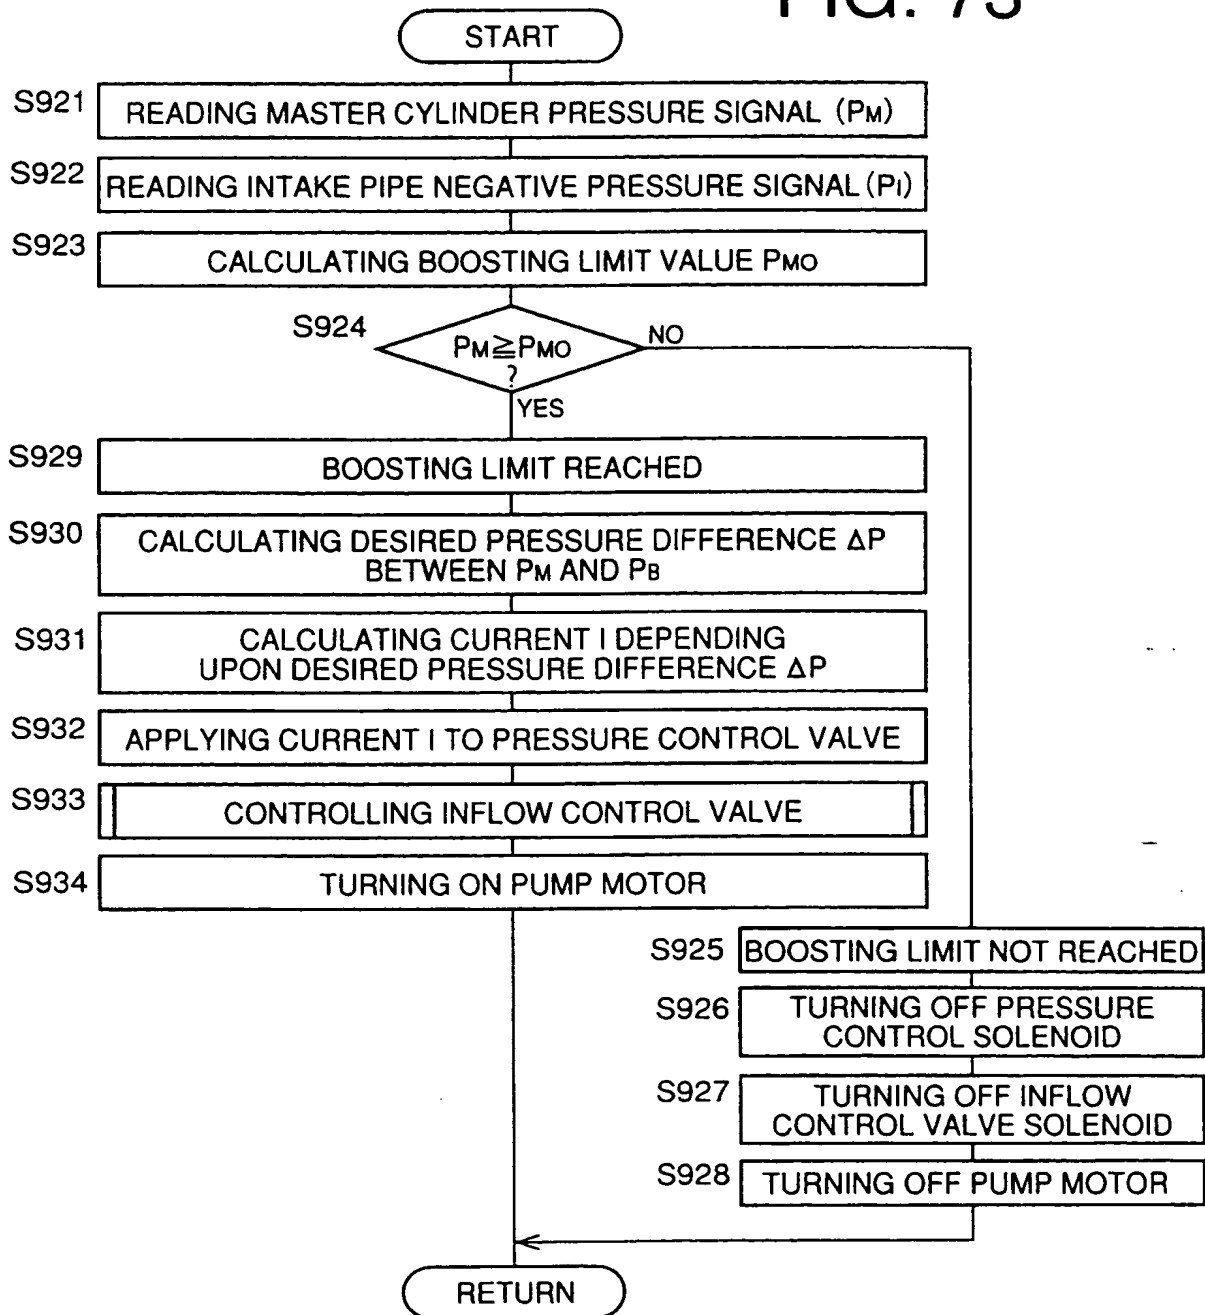 FIG. 73
START
S921
READING MASTER CYLINDER PRESSURE SIGNAL (PM)
S922
READING INTAKE PIPE NEGATIVE PRESSURE SIGNAL (PI)
S923
CALCULATING BOOSTING LIMIT VALUE PMO
S924
PM≧PMO
?
NO
YES
S929
BOOSTING LIMIT REACHED
S930
CALCULATING DESIRED PRESSURE DIFFERENCE ΔP
BETWEEN PM AND PB
S931
CALCULATING CURRENT I DEPENDING
UPON DESIRED PRESSURE DIFFERENCE ΔP
S932
APPLYING CURRENT I TO PRESSURE CONTROL VALVE
S933
CONTROLLING INFLOW CONTROL VALVE
S934
TURNING ON PUMP MOTOR
S925
BOOSTING LIMIT NOT REACHED
S926
TURNING OFF PRESSURE
CONTROL SOLENOID
S927
TURNING OFF INFLOW
CONTROL VALVE SOLENOID
S928
TURNING OFF PUMP MOTOR
RETURN